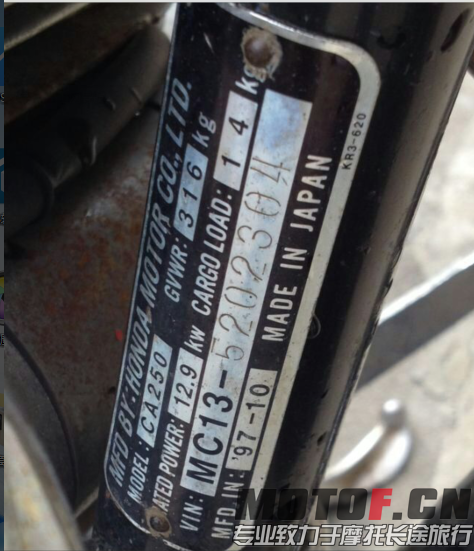 MFD BY:HONDA MOTOR CO.,LTD.
MODEL: CA250 GVWR: 316 kg
RATED POWER: 12.9 kw CARGO LOAD: 14 kg
VIN: MC13-5202304
MFD IN: '97-10 MADE IN JAPAN
KR3-620
MOTOF.CN
专业致力于摩托长途旅行